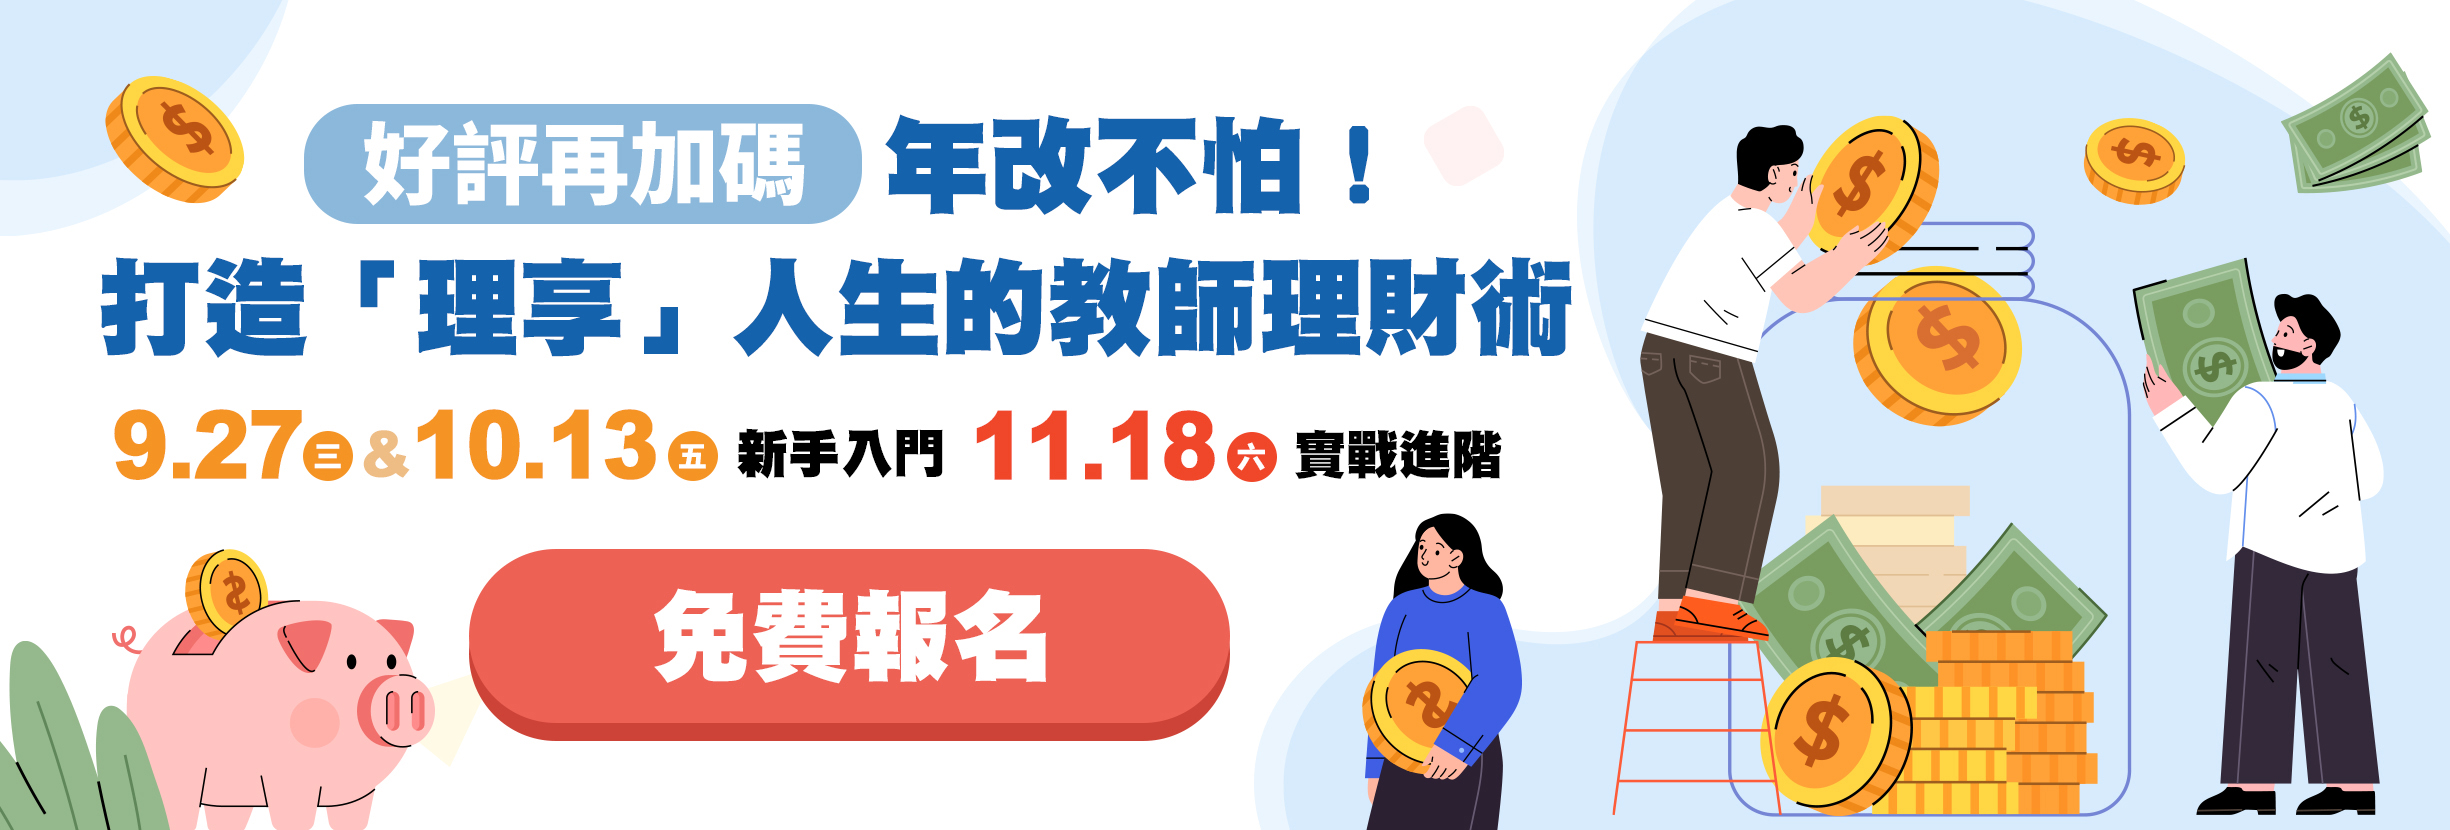 好評再加碼 年改不怕！
打造「理享」人生的教師理財術
9.27三&10.13五 新手入門 11.18六 實戰進階
免費報名